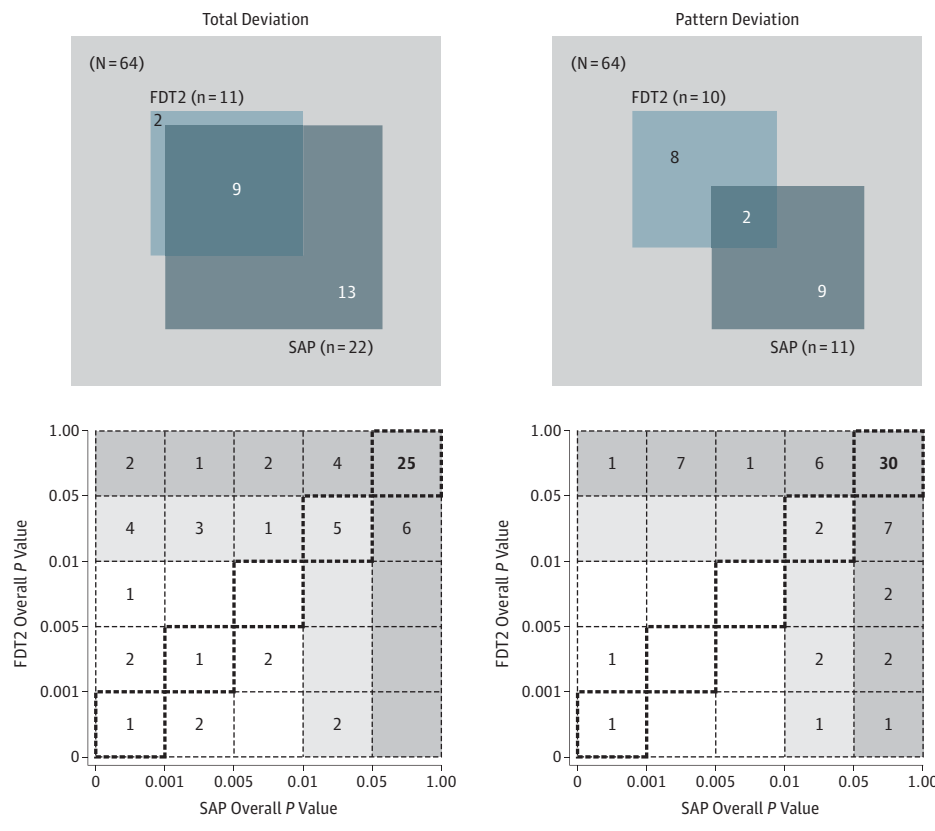 Total Deviation
(N = 64)
FDT2 (n = 11)
2
9
13
SAP (n = 22)
Pattern Deviation
(N = 64)
FDT2 (n = 10)
8
2
9
SAP (n = 11)
FDT2 Overall P Value
1.00
2 1 2 4 25
0.05
4 3 1 5 6
0.01
1
0.005
2 1 2
0.001
1 2 2
0
0 0.001 0.005 0.01 0.05 1.00
SAP Overall P Value
FDT2 Overall P Value
1.00
1 7 1 6 30
0.05
2 7
0.01
2
0.005
1 2 2
0.001
1 1 1
0
0 0.001 0.005 0.01 0.05 1.00
SAP Overall P Value